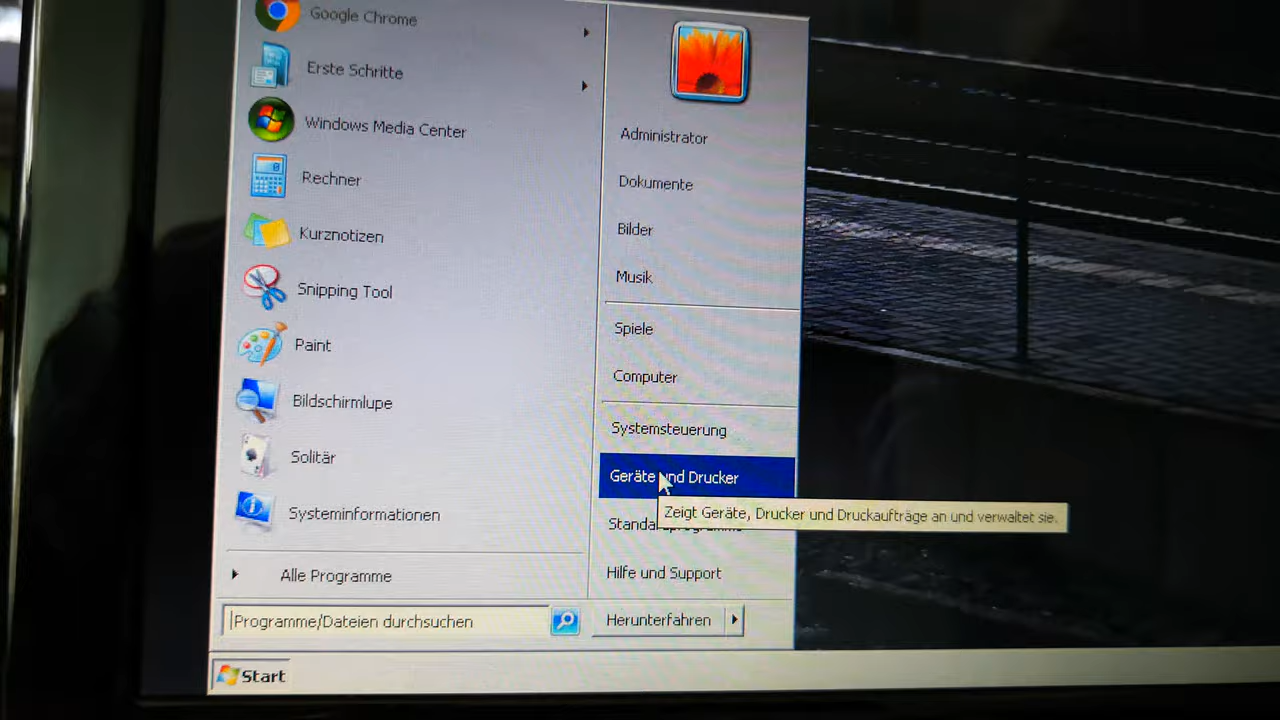 Google Chrome
Erste Schritte
Windows Media Center
Rechner
Kurznotizen
Snipping Tool
Paint
Bildschirmlupe
Solitär
Systeminformationen
Alle Programme
Programme/Dateien durchsuchen
Administrator
Dokumente
Bilder
Musik
Spiele
Computer
Systemsteuerung
Geräte und Drucker
Zeigt Geräte, Drucker und Druckaufträge an und verwaltet sie.
Standardprogramme
Hilfe und Support
Herunterfahren
Start